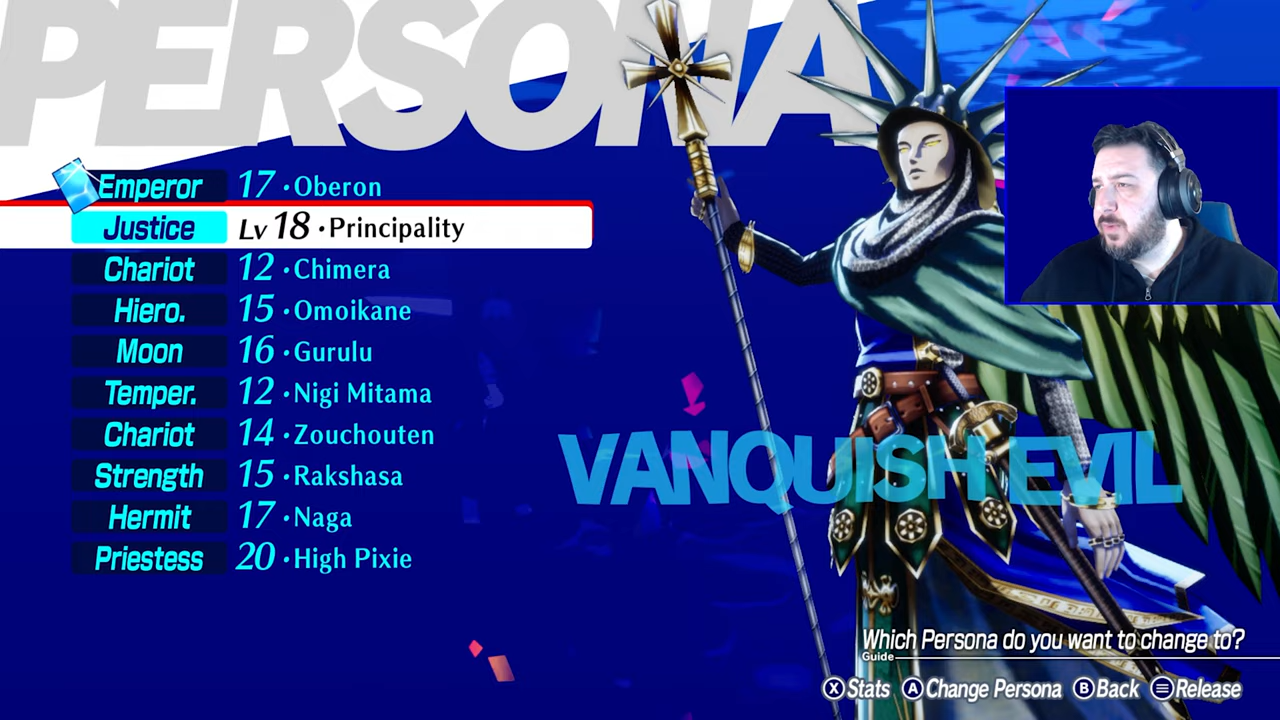 PERSONA
Emperor 17 · Oberon
Justice Lv 18 · Principality
Chariot 12 · Chimera
Hiero. 15 · Omoikane
Moon 16 · Gurulu
Temper. 12 · Nigi Mitama
Chariot 14 · Zouchouten
Strength 15 · Rakshasa
Hermit 17 · Naga
Priestess 20 · High Pixie
VANQUISH EVIL
Which Persona do you want to change to?
Guide
X Stats A Change Persona B Back Release